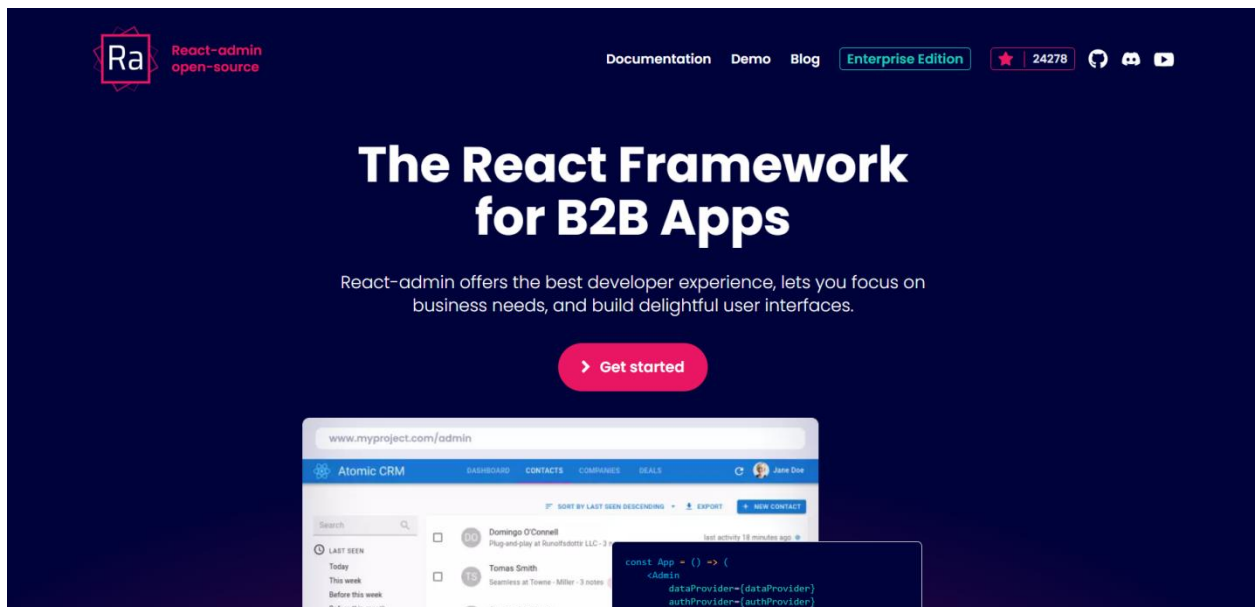 Ra
React-admin
open-source
Documentation Demo Blog Enterprise Edition 24278
The React Framework
for B2B Apps
React-admin offers the best developer experience, lets you focus on
business needs, and build delightful user interfaces.
Get started
www.myproject.com/admin
Atomic CRM DASHBOARD CONTACTS COMPANIES DEALS Jane Doe
SORT BY LAST SEEN DESCENDING EXPORT + NEW CONTACT
Search
DD Domingo O'Connell last activity 18 minutes ago
Plug-and-play at Runolfsdottir LLC - 3
LAST SEEN
Today
This week
Before this week
TS Tomas Smith
Seamless at Towne - Miller - 3 notes
const App = () => (
<Admin
dataProvider={dataProvider}
authProvider={authProvider}